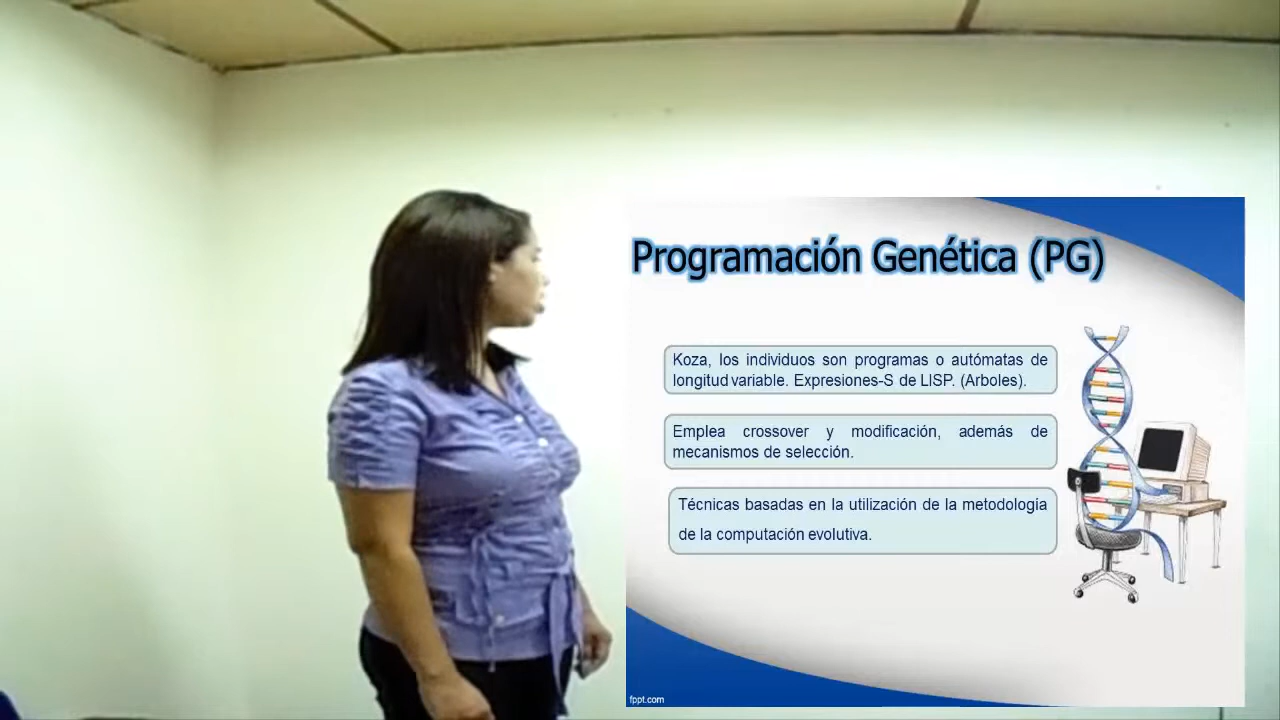 Programación Genética (PG)
Koza, los individuos son programas o autómatas de
longitud variable. Expresiones-S de LISP. (Arboles).
Emplea crossover y modificación, además de
mecanismos de selección.
Técnicas basadas en la utilización de la metodología
de la computación evolutiva.
fppt.com